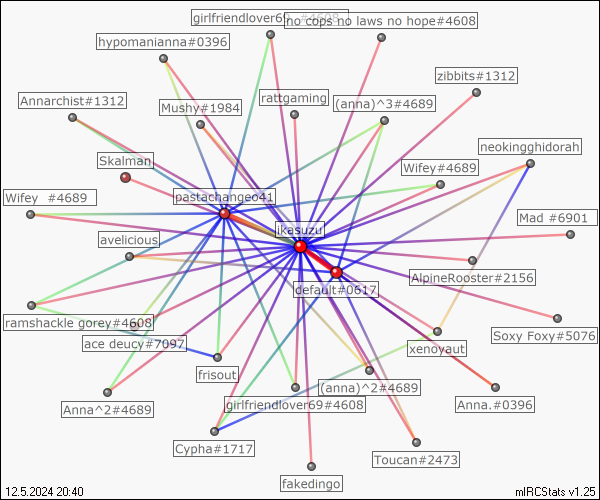 girlfriendlover69
#4608
no cops no laws no hope#4608
hypomanianna#0396
zibbits#1312
Annarchist#1312
Mushy#1984
rattgaming
(anna)^3#4689
neokingghidorah
Skalman
Wifey#4689
Wifey #4689
pastachangeo41
Mad #6901
ikasuzu
avelicious
AlpineRooster#2156
default#0617
ramshackle gorey#4608
ace deucy#7097
Soxy Foxy#5076
xenoyaut
frisout
(anna)^2#4689
Anna^2#4689
girlfriendlover69#4608
Anna.#0396
Cypha#1717
Toucan#2473
fakedingo
12.5.2024 20:40
mIRCStats v1.25